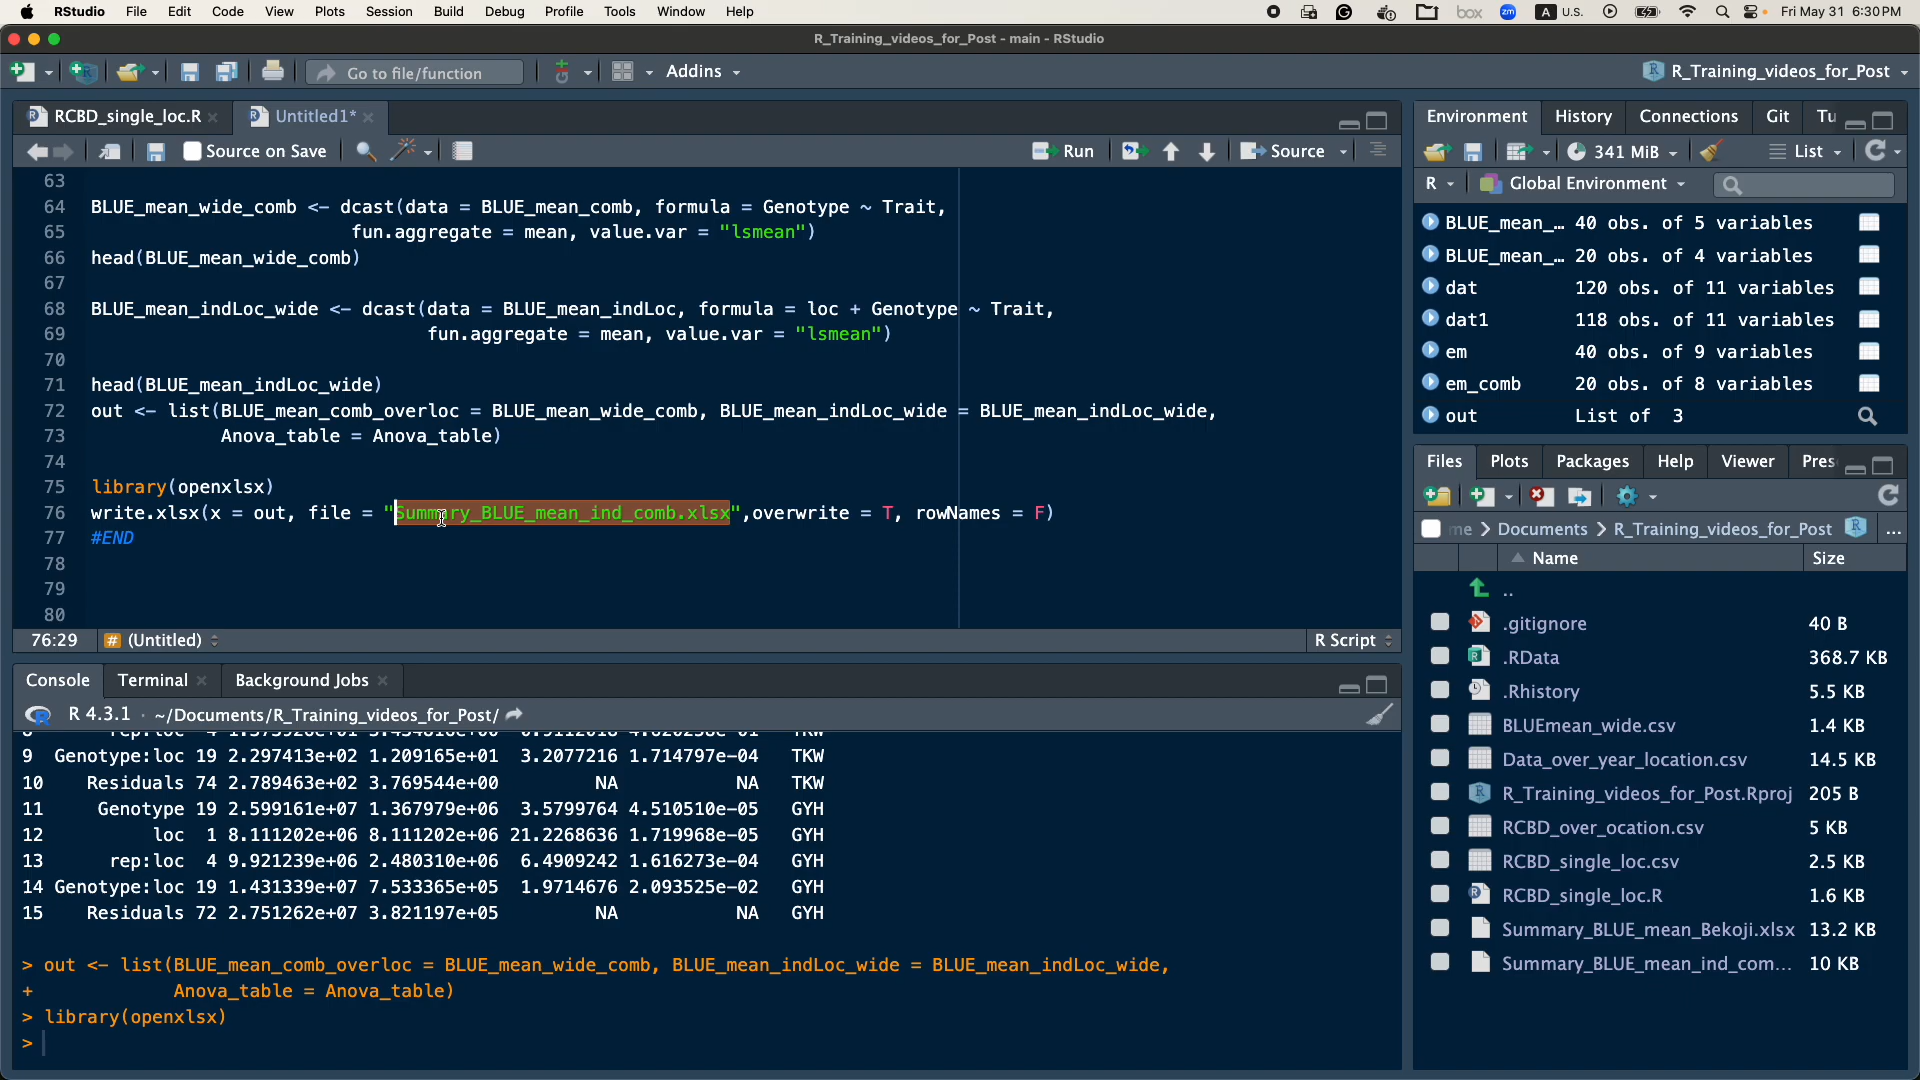 RStudio File Edit Code View Plots Session Build Debug Profile Tools Window Help box zm A U.S. Fri May 31 6:30 PM
R_Training_videos_for_Post - main - RStudio
Go to file/function Addins R_Training_videos_for_Post
RCBD_single_loc.R Untitled1*
Source on Save Run Source
63
64 BLUE_mean_wide_comb <- dcast(data = BLUE_mean_comb, formula = Genotype ~ Trait,
65 fun.aggregate = mean, value.var = "lsmean")
66 head(BLUE_mean_wide_comb)
67
68 BLUE_mean_indLoc_wide <- dcast(data = BLUE_mean_indLoc, formula = loc + Genotype ~ Trait,
69 fun.aggregate = mean, value.var = "lsmean")
70
71 head(BLUE_mean_indLoc_wide)
72 out <- list(BLUE_mean_comb_overloc = BLUE_mean_wide_comb, BLUE_mean_indLoc_wide = BLUE_mean_indLoc_wide,
73 Anova_table = Anova_table)
74
75 library(openxlsx)
76 write.xlsx(x = out, file = "Summary_BLUE_mean_ind_comb.xlsx",overwrite = T, rowNames = F)
77 #END
78
79
80
76:29 # (Untitled) R Script
Console Terminal Background Jobs
R 4.3.1 · ~/Documents/R_Training_videos_for_Post/
9 Genotype:loc 19 2.297413e+02 1.209165e+01 3.2077216 1.714797e-04 TKW
10 Residuals 74 2.789463e+02 3.769544e+00 NA NA TKW
11 Genotype 19 2.599161e+07 1.367979e+06 3.5799764 4.510510e-05 GYH
12 loc 1 8.111202e+06 8.111202e+06 21.2268636 1.719968e-05 GYH
13 rep:loc 4 9.921239e+06 2.480310e+06 6.4909242 1.616273e-04 GYH
14 Genotype:loc 19 1.431339e+07 7.533365e+05 1.9714676 2.093525e-02 GYH
15 Residuals 72 2.751262e+07 3.821197e+05 NA NA GYH
> out <- list(BLUE_mean_comb_overloc = BLUE_mean_wide_comb, BLUE_mean_indLoc_wide = BLUE_mean_indLoc_wide,
+ Anova_table = Anova_table)
> library(openxlsx)
>
Environment History Connections Git Tu
341 MiB List
R Global Environment
BLUE_mean_… 40 obs. of 5 variables
BLUE_mean_… 20 obs. of 4 variables
dat 120 obs. of 11 variables
dat1 118 obs. of 11 variables
em 40 obs. of 9 variables
em_comb 20 obs. of 8 variables
out List of 3
Files Plots Packages Help Viewer Pres
me > Documents > R_Training_videos_for_Post ...
Name Size
..
.gitignore 40 B
.RData 368.7 KB
.Rhistory 5.5 KB
BLUEmean_wide.csv 1.4 KB
Data_over_year_location.csv 14.5 KB
R_Training_videos_for_Post.Rproj 205 B
RCBD_over_ocation.csv 5 KB
RCBD_single_loc.csv 2.5 KB
RCBD_single_loc.R 1.6 KB
Summary_BLUE_mean_Bekoji.xlsx 13.2 KB
Summary_BLUE_mean_ind_com... 10 KB